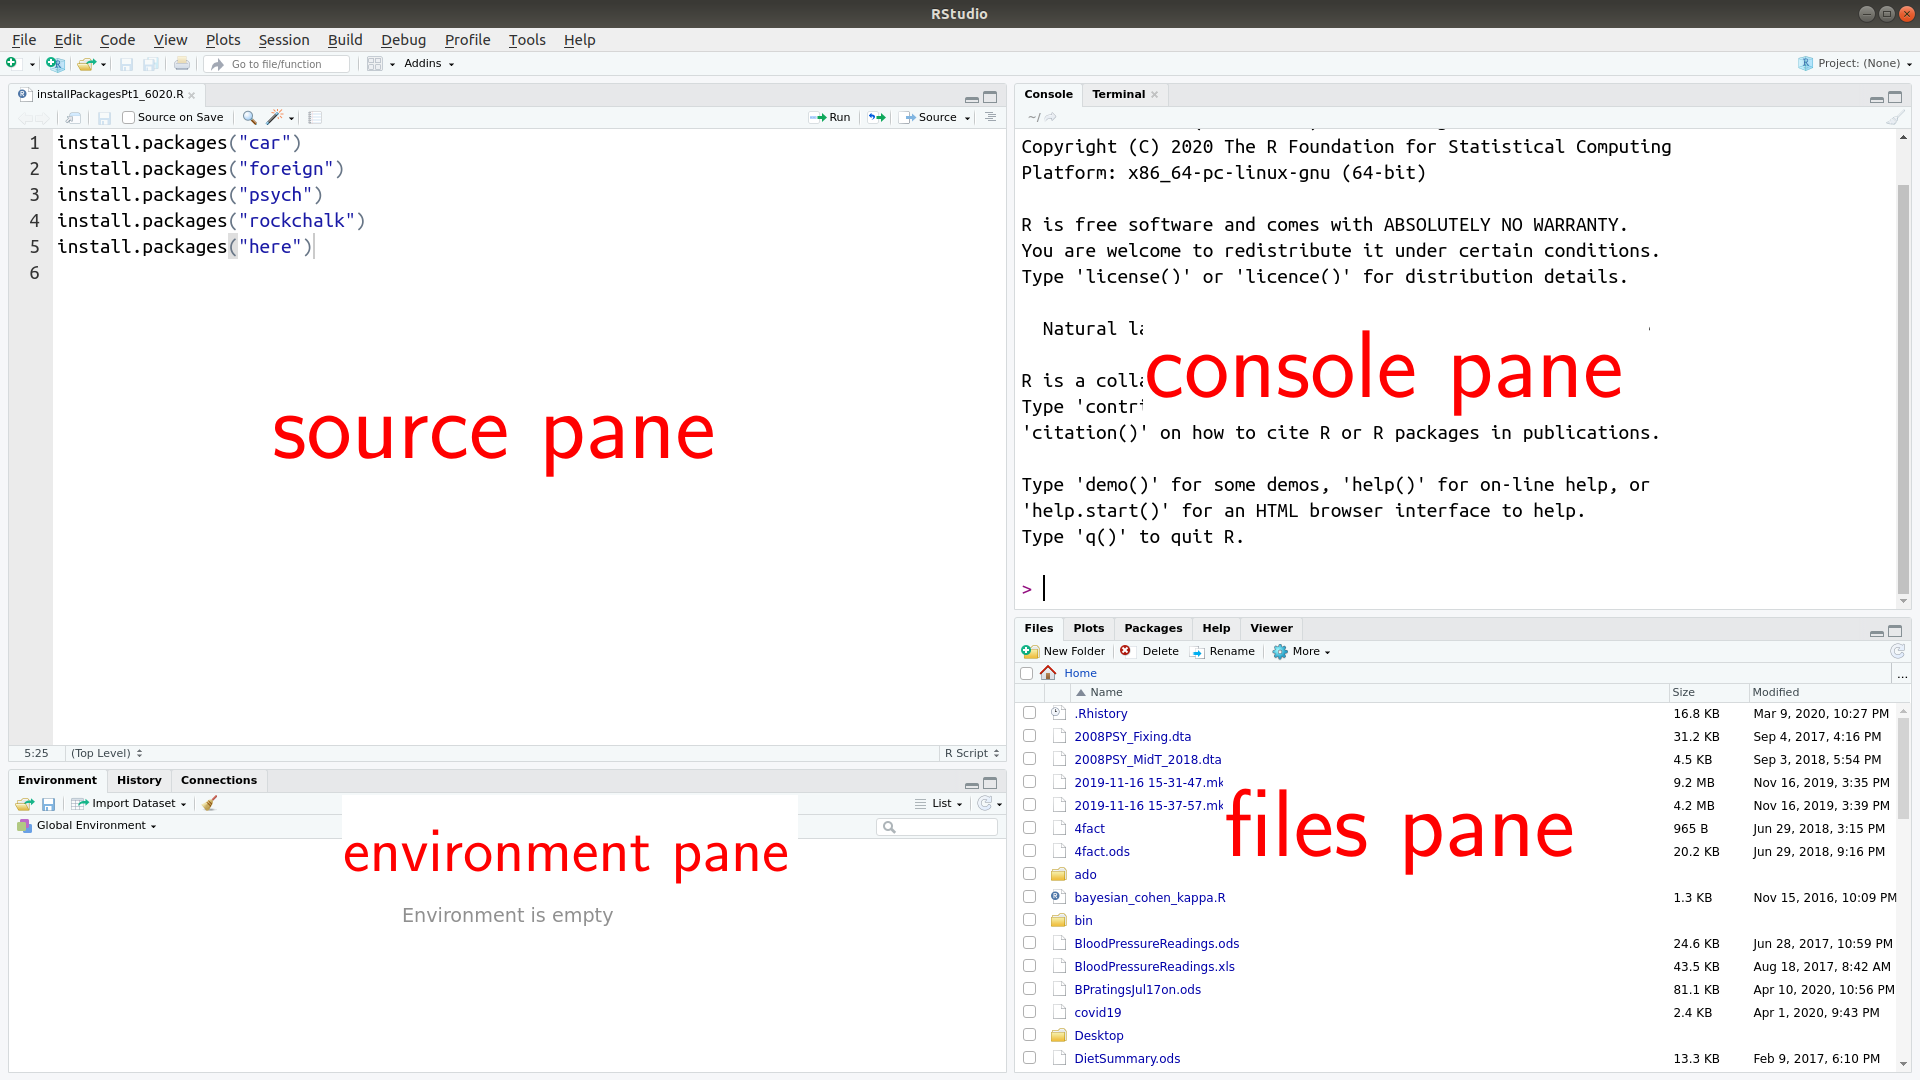 RStudio
File Edit Code View Plots Session Build Debug Profile Tools Help
Go to file/function Addins Project: (None)
installPackagesPt1_6020.R
Source on Save Run Source
1 install.packages("car")
2 install.packages("foreign")
3 install.packages("psych")
4 install.packages("rockchalk")
5 install.packages("here")
6
source pane
5:25 (Top Level) R Script
Environment History Connections
Import Dataset List
Global Environment
environment pane
Environment is empty
Console Terminal
~/
Copyright (C) 2020 The R Foundation for Statistical Computing
Platform: x86_64-pc-linux-gnu (64-bit)
R is free software and comes with ABSOLUTELY NO WARRANTY.
You are welcome to redistribute it under certain conditions.
Type 'license()' or 'licence()' for distribution details.
Natural
console pane
R is a
Type
'citation()' on how to cite R or R packages in publications.
Type 'demo()' for some demos, 'help()' for on-line help, or
'help.start()' for an HTML browser interface to help.
Type 'q()' to quit R.
>
Files Plots Packages Help Viewer
New Folder Delete Rename More
Home ...
Name Size Modified
.Rhistory 16.8 KB Mar 9, 2020, 10:27 PM
2008PSY_Fixing.dta 31.2 KB Sep 4, 2017, 4:16 PM
2008PSY_MidT_2018.dta 4.5 KB Sep 3, 2018, 5:54 PM
2019-11-16 15-31-47.mk 9.2 MB Nov 16, 2019, 3:35 PM
2019-11-16 15-37-57.mk 4.2 MB Nov 16, 2019, 3:39 PM
files pane
4fact 965 B Jun 29, 2018, 3:15 PM
4fact.ods 20.2 KB Jun 29, 2018, 9:16 PM
ado
bayesian_cohen_kappa.R 1.3 KB Nov 15, 2016, 10:09 PM
bin
BloodPressureReadings.ods 24.6 KB Jun 28, 2017, 10:59 PM
BloodPressureReadings.xls 43.5 KB Aug 18, 2017, 8:42 AM
BPratingsJul17on.ods 81.1 KB Apr 10, 2020, 10:56 PM
covid19 2.4 KB Apr 1, 2020, 9:43 PM
Desktop
DietSummary.ods 13.3 KB Feb 9, 2017, 6:10 PM